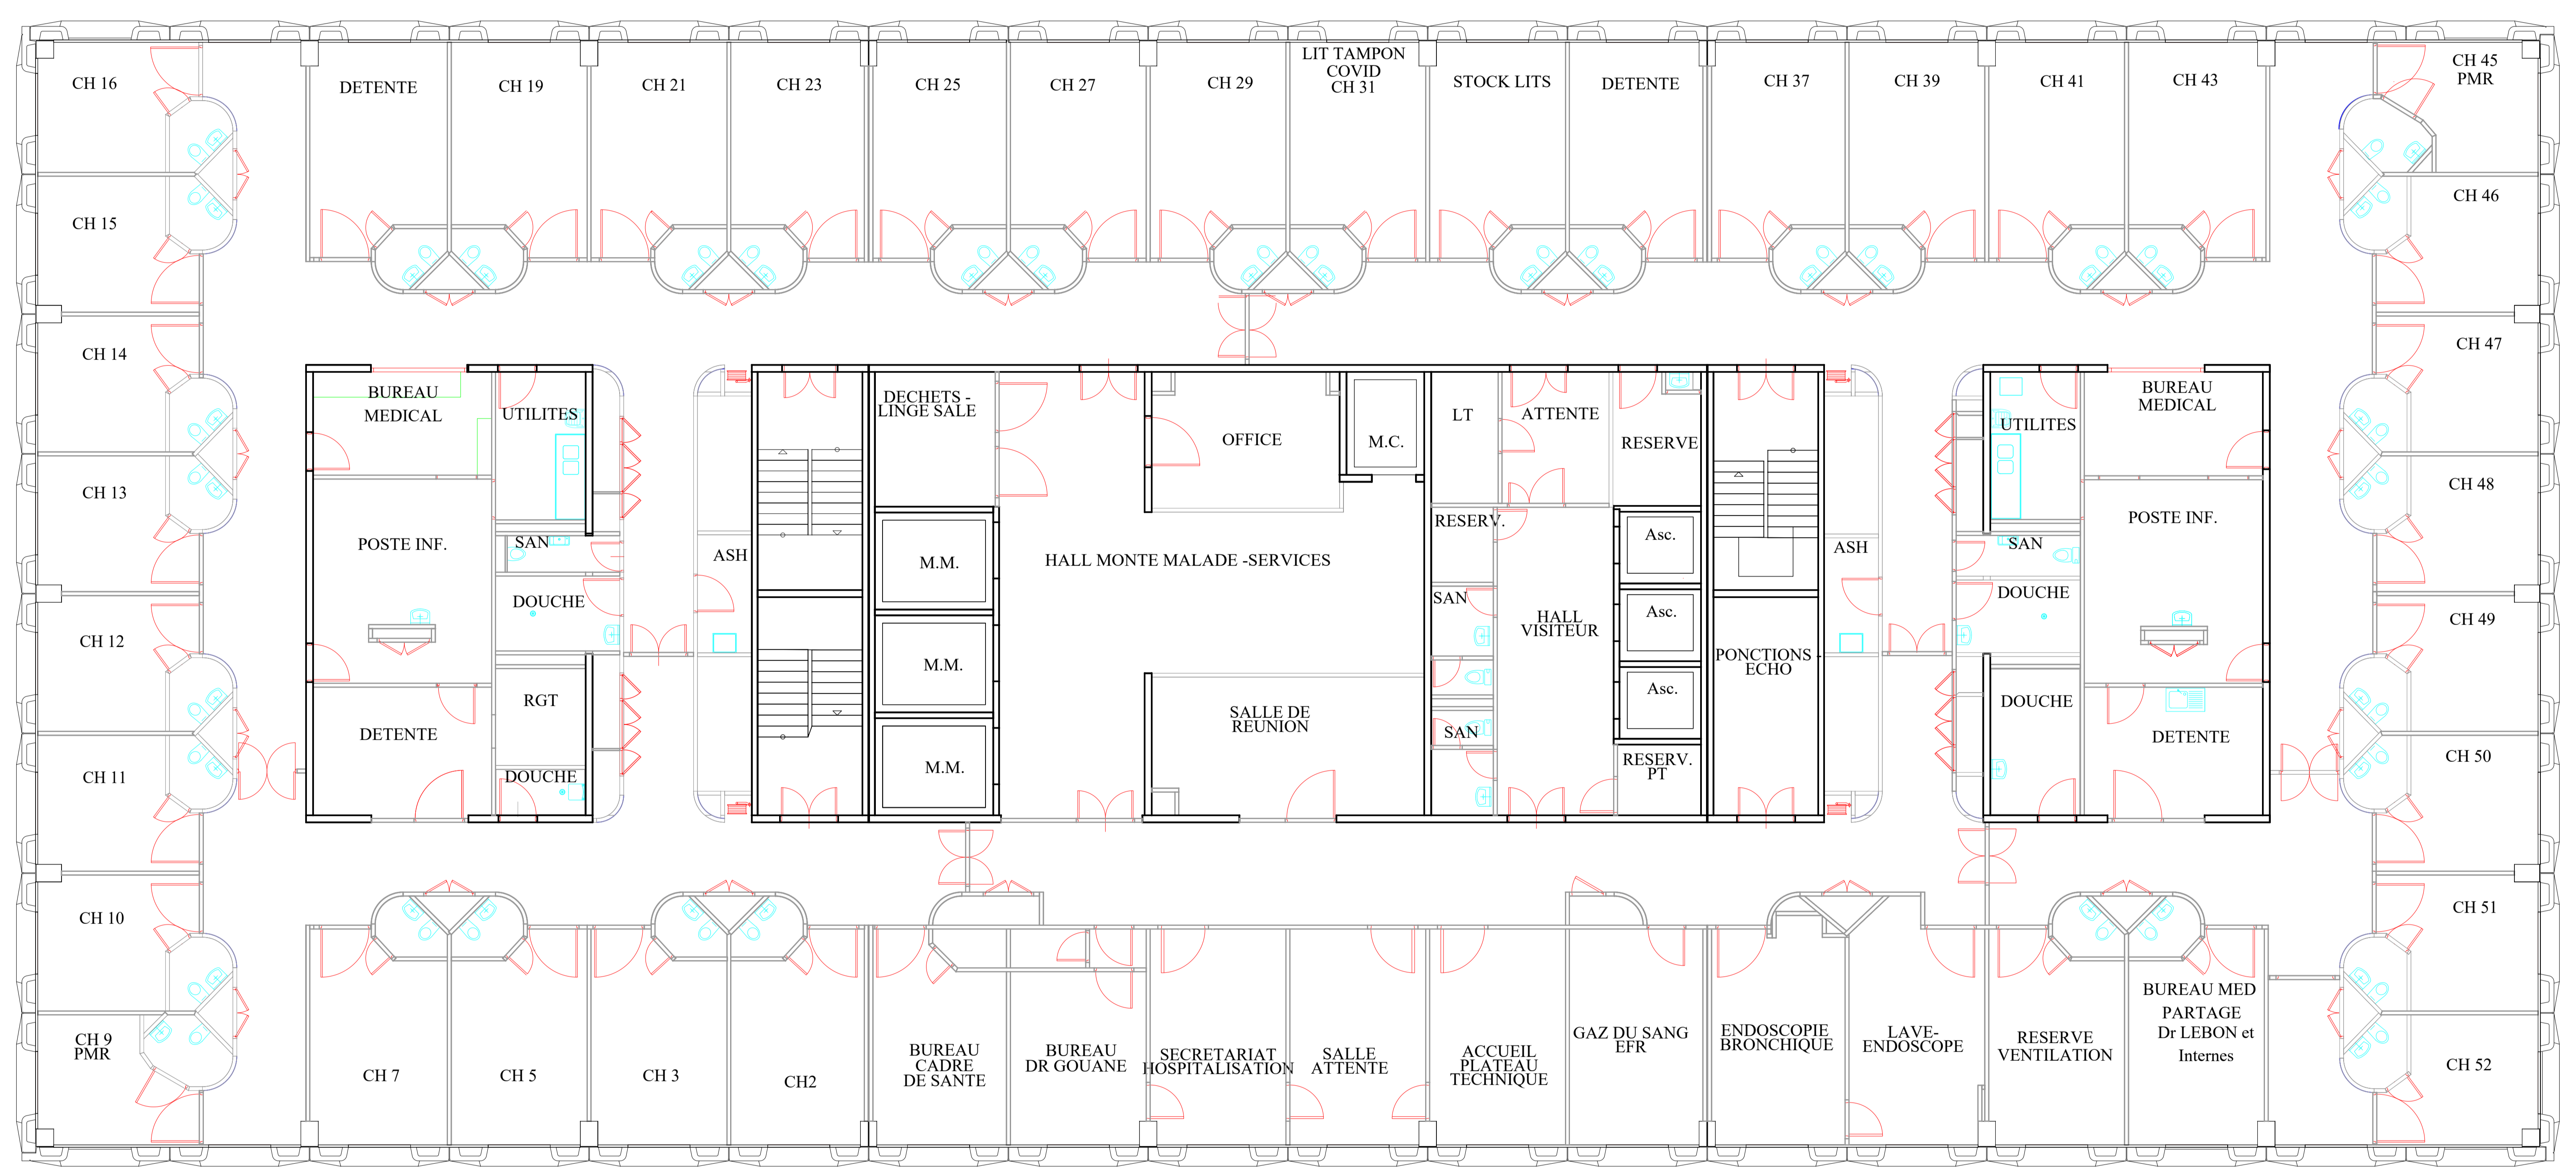 CH 16
DETENTE
CH 19
CH 21
CH 23
CH 25
CH 27
CH 29
LIT TAMPON
COVID
CH 31
STOCK LITS
DETENTE
CH 37
CH 39
CH 41
CH 43
CH 45
PMR
CH 15
CH 46
CH 14
CH 47
BUREAU
MEDICAL
UTILITES
DECHETS -
LINGE SALE
OFFICE
M.C.
LT
ATTENTE
RESERVE
UTILITES
BUREAU
MEDICAL
CH 13
CH 48
POSTE INF.
SAN
ASH
M.M.
HALL MONTE MALADE -SERVICES
RESERV.
Asc.
ASH
SAN
POSTE INF.
CH 12
DOUCHE
M.M.
SAN
HALL
VISITEUR
Asc.
PONCTIONS -
ECHO
DOUCHE
CH 49
DETENTE
RGT
SALLE DE
REUNION
SAN
Asc.
DOUCHE
DETENTE
CH 11
DOUCHE
M.M.
RESERV.
PT
CH 50
CH 10
CH 51
CH 9
PMR
CH 7
CH 5
CH 3
CH2
BUREAU
CADRE
DE SANTE
BUREAU
DR GOUANE
SECRETARIAT
HOSPITALISATION
SALLE
ATTENTE
ACCUEIL
PLATEAU
TECHNIQUE
GAZ DU SANG
EFR
ENDOSCOPIE
BRONCHIQUE
LAVE-
ENDOSCOPE
RESERVE
VENTILATION
BUREAU MED
PARTAGE
Dr LEBON et
Internes
CH 52